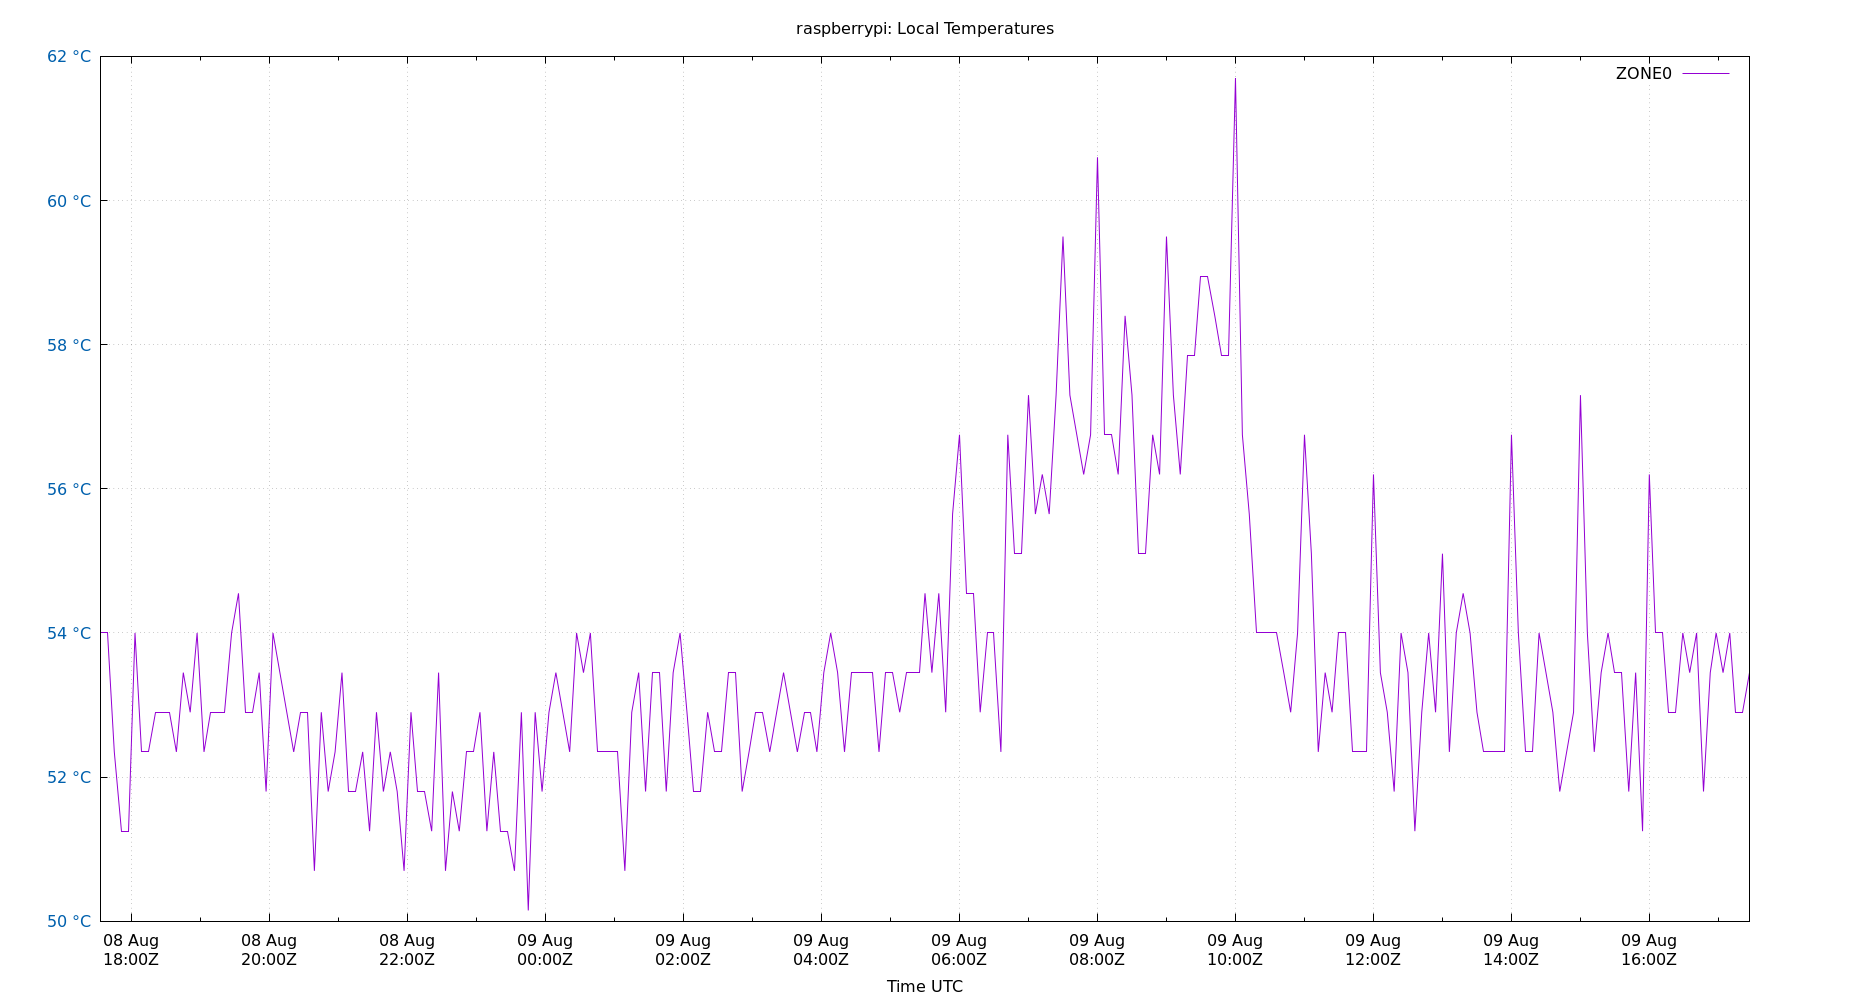 raspberrypi: Local Temperatures
62 °C
ZONE0
60 °C
58 °C
56 °C
54 °C
52 °C
50 °C
08 Aug 08 Aug 08 Aug 09 Aug 09 Aug 09 Aug 09 Aug 09 Aug 09 Aug 09 Aug 09 Aug 09 Aug
18:00Z 20:00Z 22:00Z 00:00Z 02:00Z 04:00Z 06:00Z 08:00Z 10:00Z 12:00Z 14:00Z 16:00Z
Time UTC